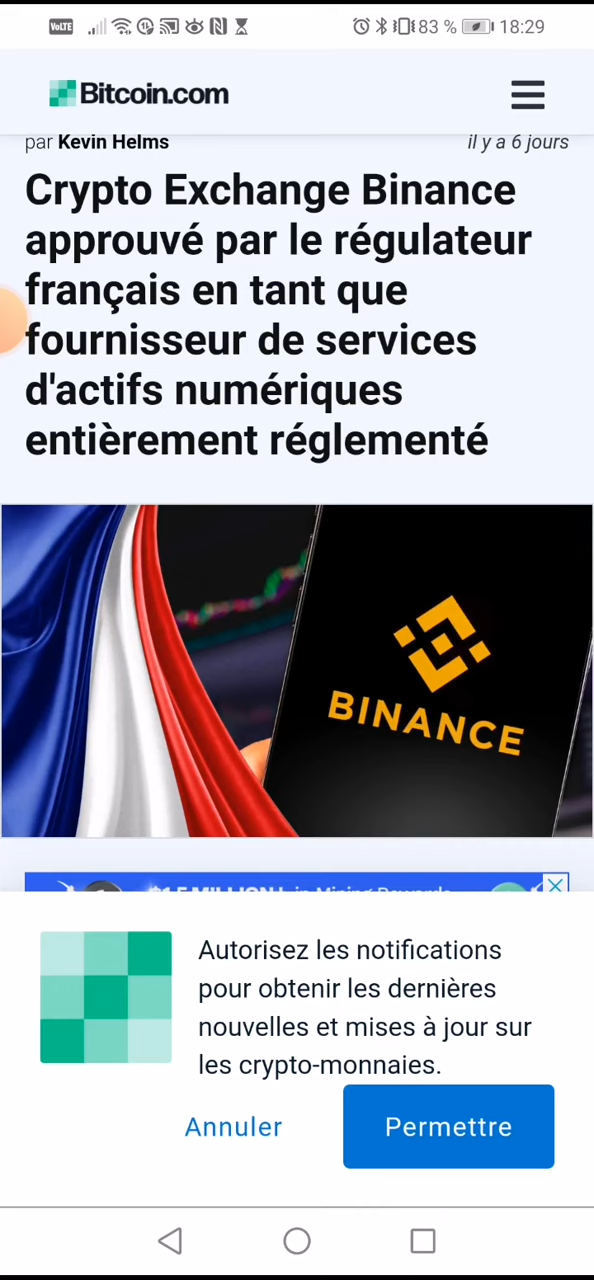 VoLTE 83 % 18:29
Bitcoin.com
par Kevin Helms il y a 6 jours
Crypto Exchange Binance
approuvé par le régulateur
français en tant que
fournisseur de services
d'actifs numériques
entièrement réglementé
BINANCE
Autorisez les notifications
pour obtenir les dernières
nouvelles et mises à jour sur
les crypto-monnaies.
Annuler Permettre